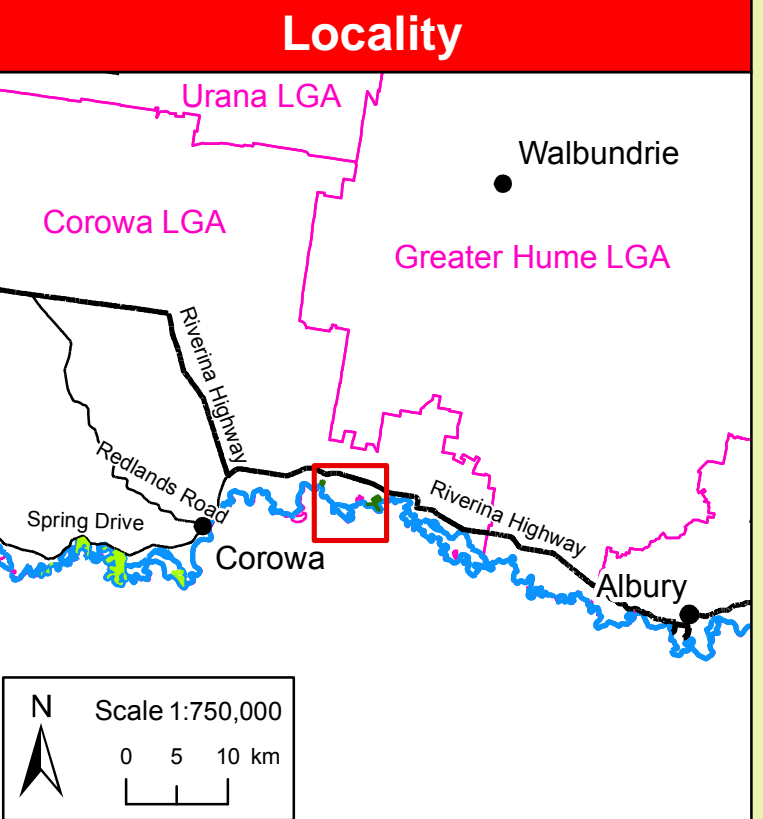 Locality
Urana LGA
Walbundrie
Corowa LGA
Greater Hume LGA
Riverina Highway
Redlands Road
Riverina Highway
Spring Drive
Corowa
Albury
N
Scale 1:750,000
0 5 10 km